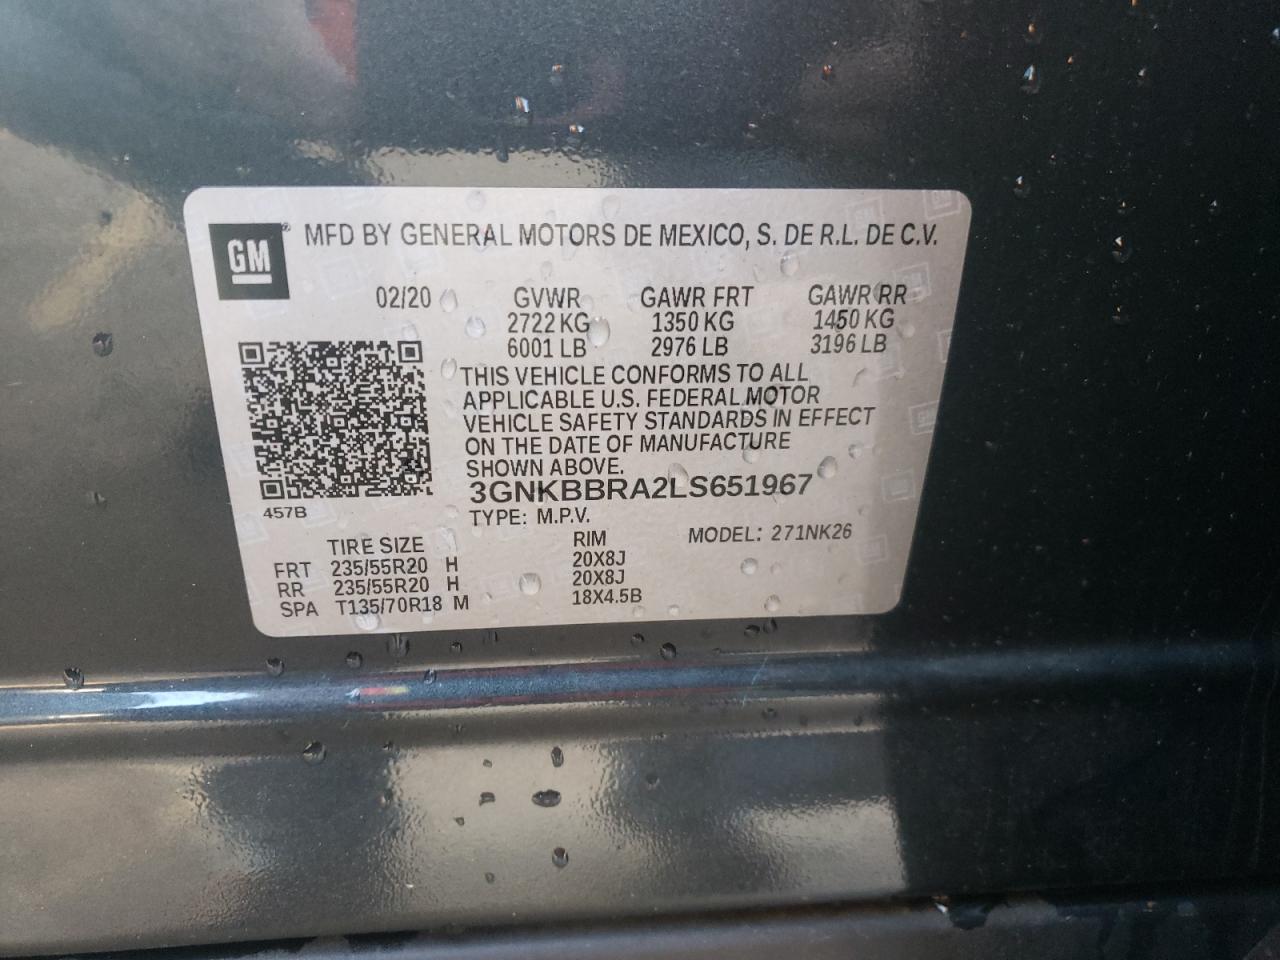 GM ® MFD BY GENERAL MOTORS DE MEXICO, S. DE R.L. DE C.V.
02/20 GVWR GAWR FRT GAWR RR
2722 KG 1350 KG 1450 KG
6001 LB 2976 LB 3196 LB
THIS VEHICLE CONFORMS TO ALL
APPLICABLE U.S. FEDERAL MOTOR
VEHICLE SAFETY STANDARDS IN EFFECT
ON THE DATE OF MANUFACTURE
SHOWN ABOVE.
3GNKBBRA2LS651967
457B
TYPE: M.P.V.
TIRE SIZE RIM MODEL: 271NK26
FRT 235/55R20 H 20X8J
RR 235/55R20 H 20X8J
SPA T135/70R18 M 18X4.5B